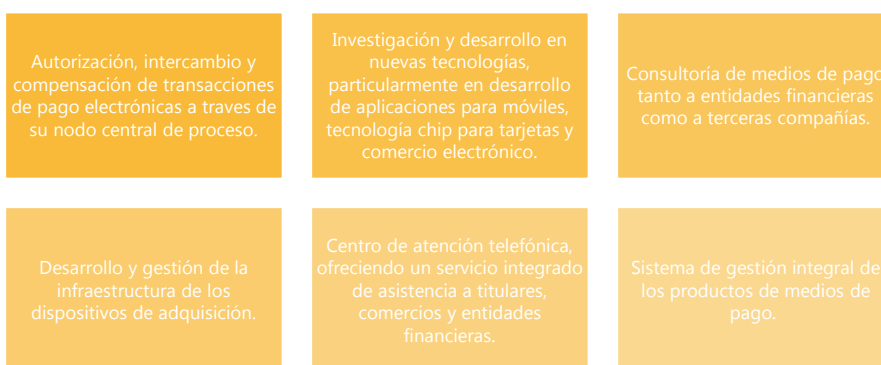 Autorización, intercambio y
compensación de transacciones
de pago electrónicas a traves de
su nodo central de proceso.
Investigación y desarrollo en
nuevas tecnologías,
particularmente en desarrollo
de aplicaciones para móviles,
tecnología chip para tarjetas y
comercio electrónico.
Consultoría de medios de pago
tanto a entidades financieras
como a terceras compañías.
Desarrollo y gestión de la
infraestructura de los
dispositivos de adquisición.
Centro de atención telefónica,
ofreciendo un servicio integrado
de asistencia a titulares,
comercios y entidades
financieras.
Sistema de gestión integral de
los productos de medios de
pago.